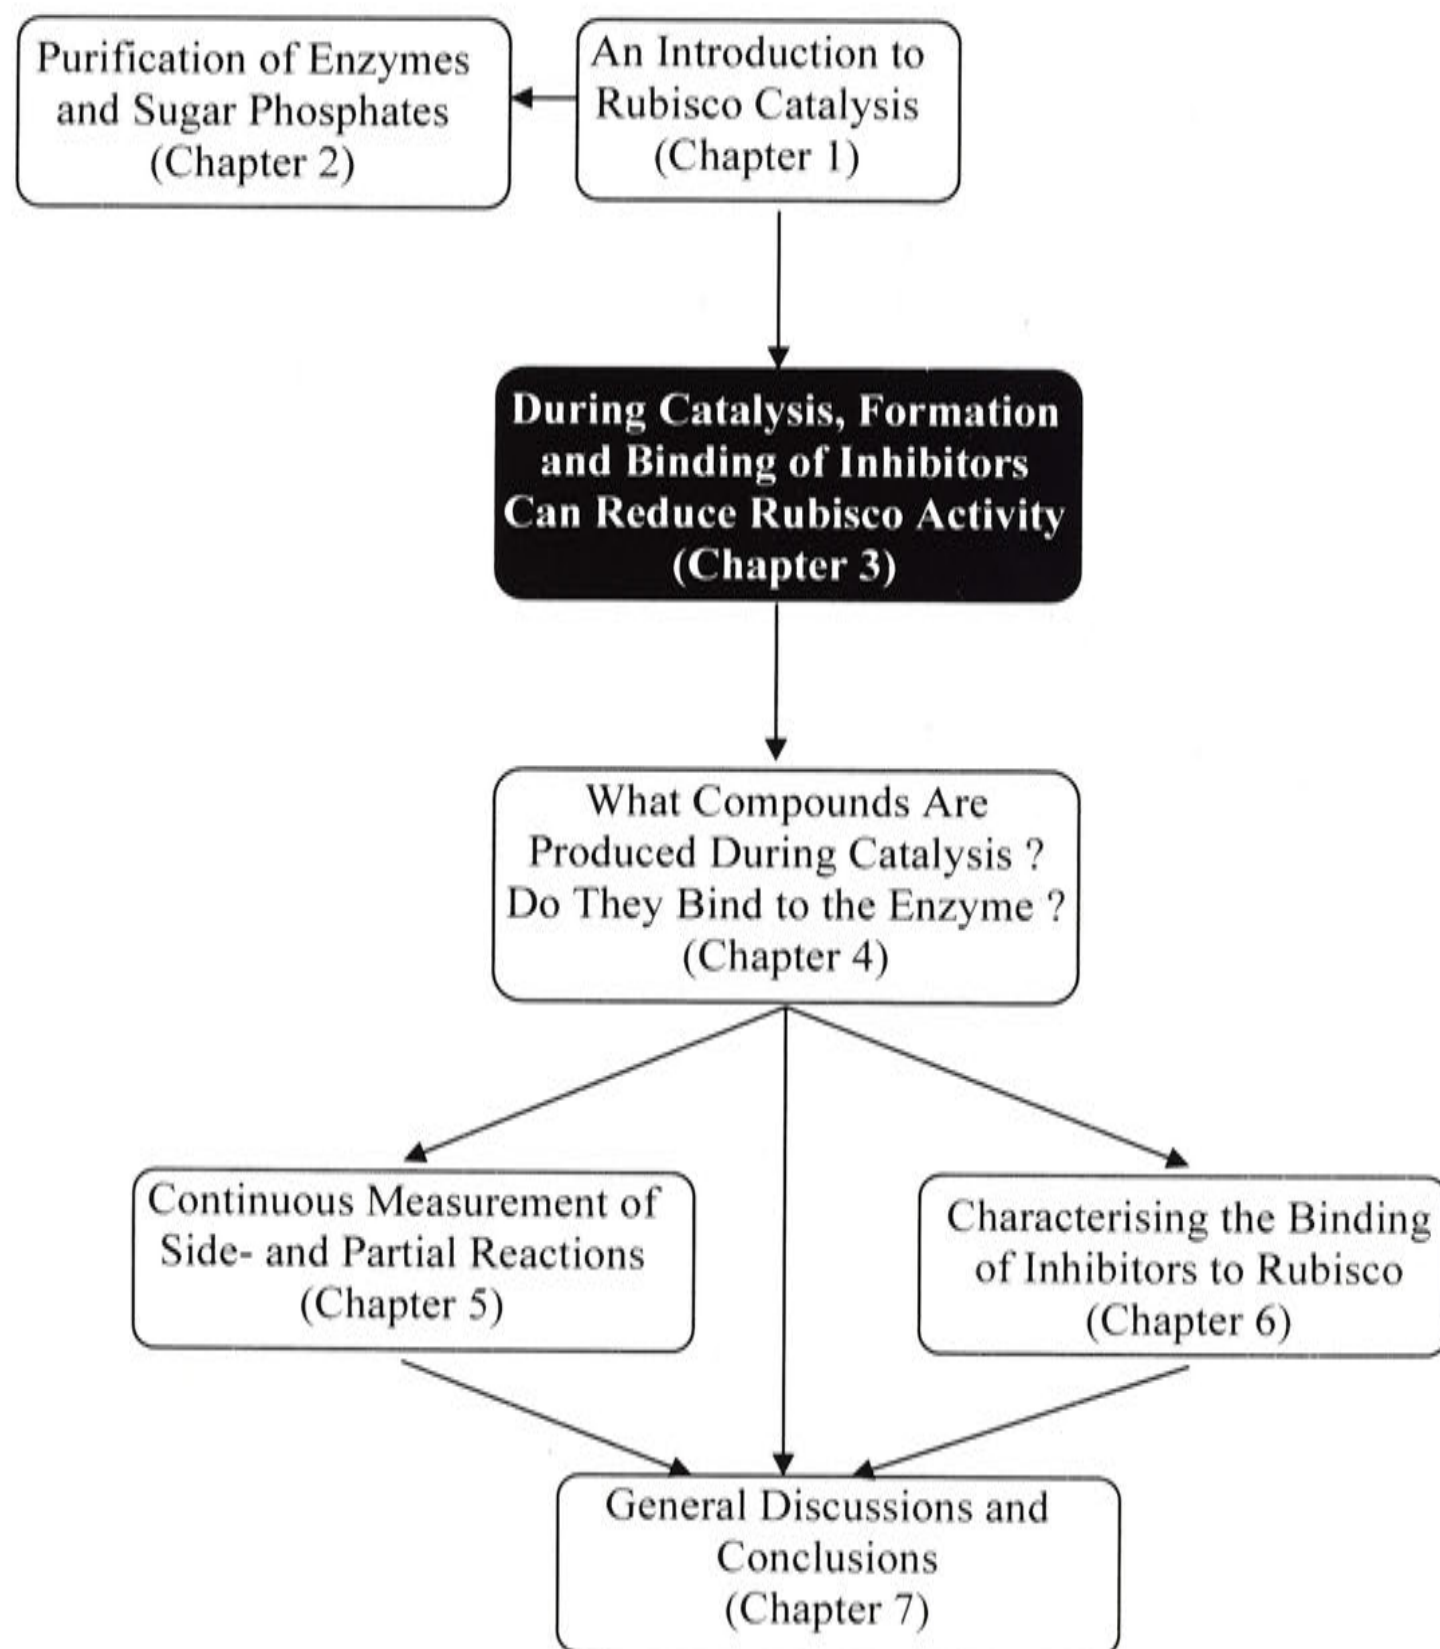 Purification of Enzymes
and Sugar Phosphates
(Chapter 2)
An Introduction to
Rubisco Catalysis
(Chapter 1)
During Catalysis, Formation
and Binding of Inhibitors
Can Reduce Rubisco Activity
(Chapter 3)
What Compounds Are
Produced During Catalysis ?
Do They Bind to the Enzyme ?
(Chapter 4)
Continuous Measurement of
Side- and Partial Reactions
(Chapter 5)
Characterising the Binding
of Inhibitors to Rubisco
(Chapter 6)
General Discussions and
Conclusions
(Chapter 7)